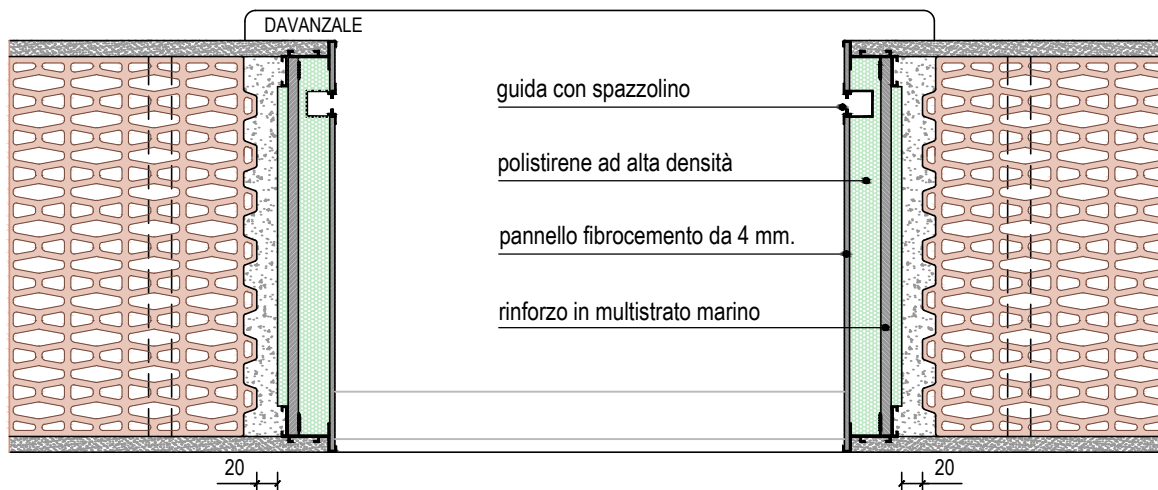 DAVANZALE
guida con spazzolino
polistirene ad alta densità
pannello fibrocemento da 4 mm.
rinforzo in multistrato marino
20
20